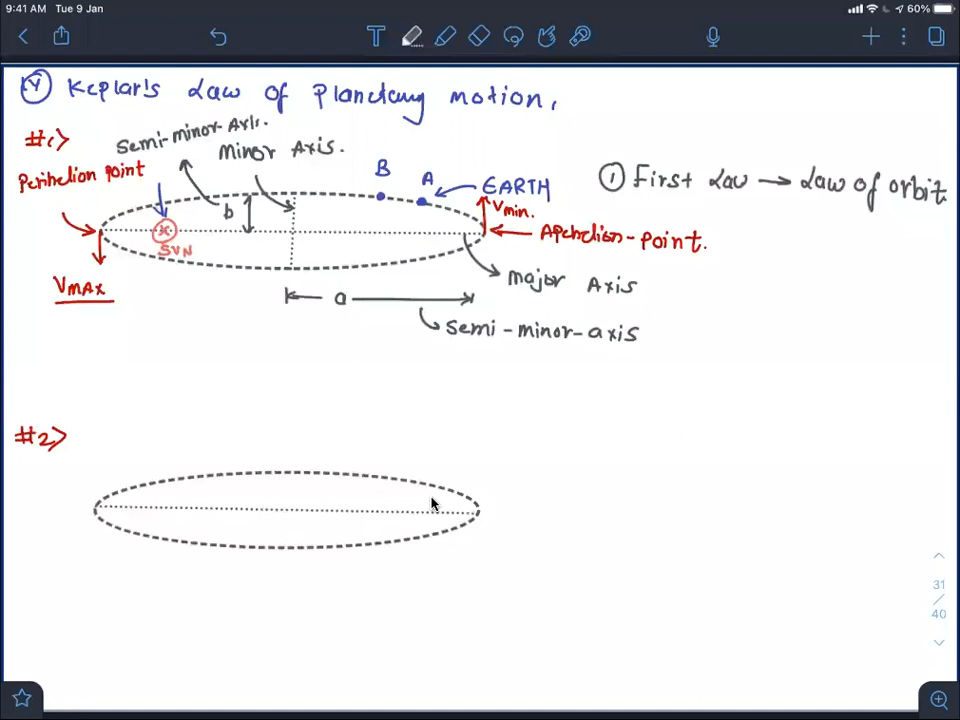 9:41 AM Tue 9 Jan
60%
T
IV Keplar's Law of planetary motion.
#1>
Semi-minor-Axis.
Minor Axis.
Perihelion point
B
A
EARTH
① First Law → Law of orbit
b
Vmin.
SUN
Aphelion-point.
VMAX
major Axis
a
Semi-minor-axis
#2>
31
/
40